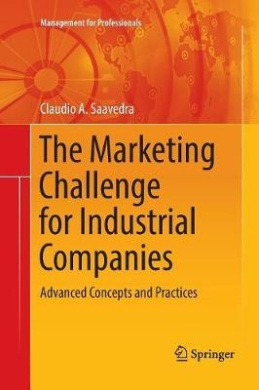 Management for Professionals
Claudio A. Saavedra
The Marketing
Challenge
for Industrial
Companies
Advanced Concepts and Practices
Springer